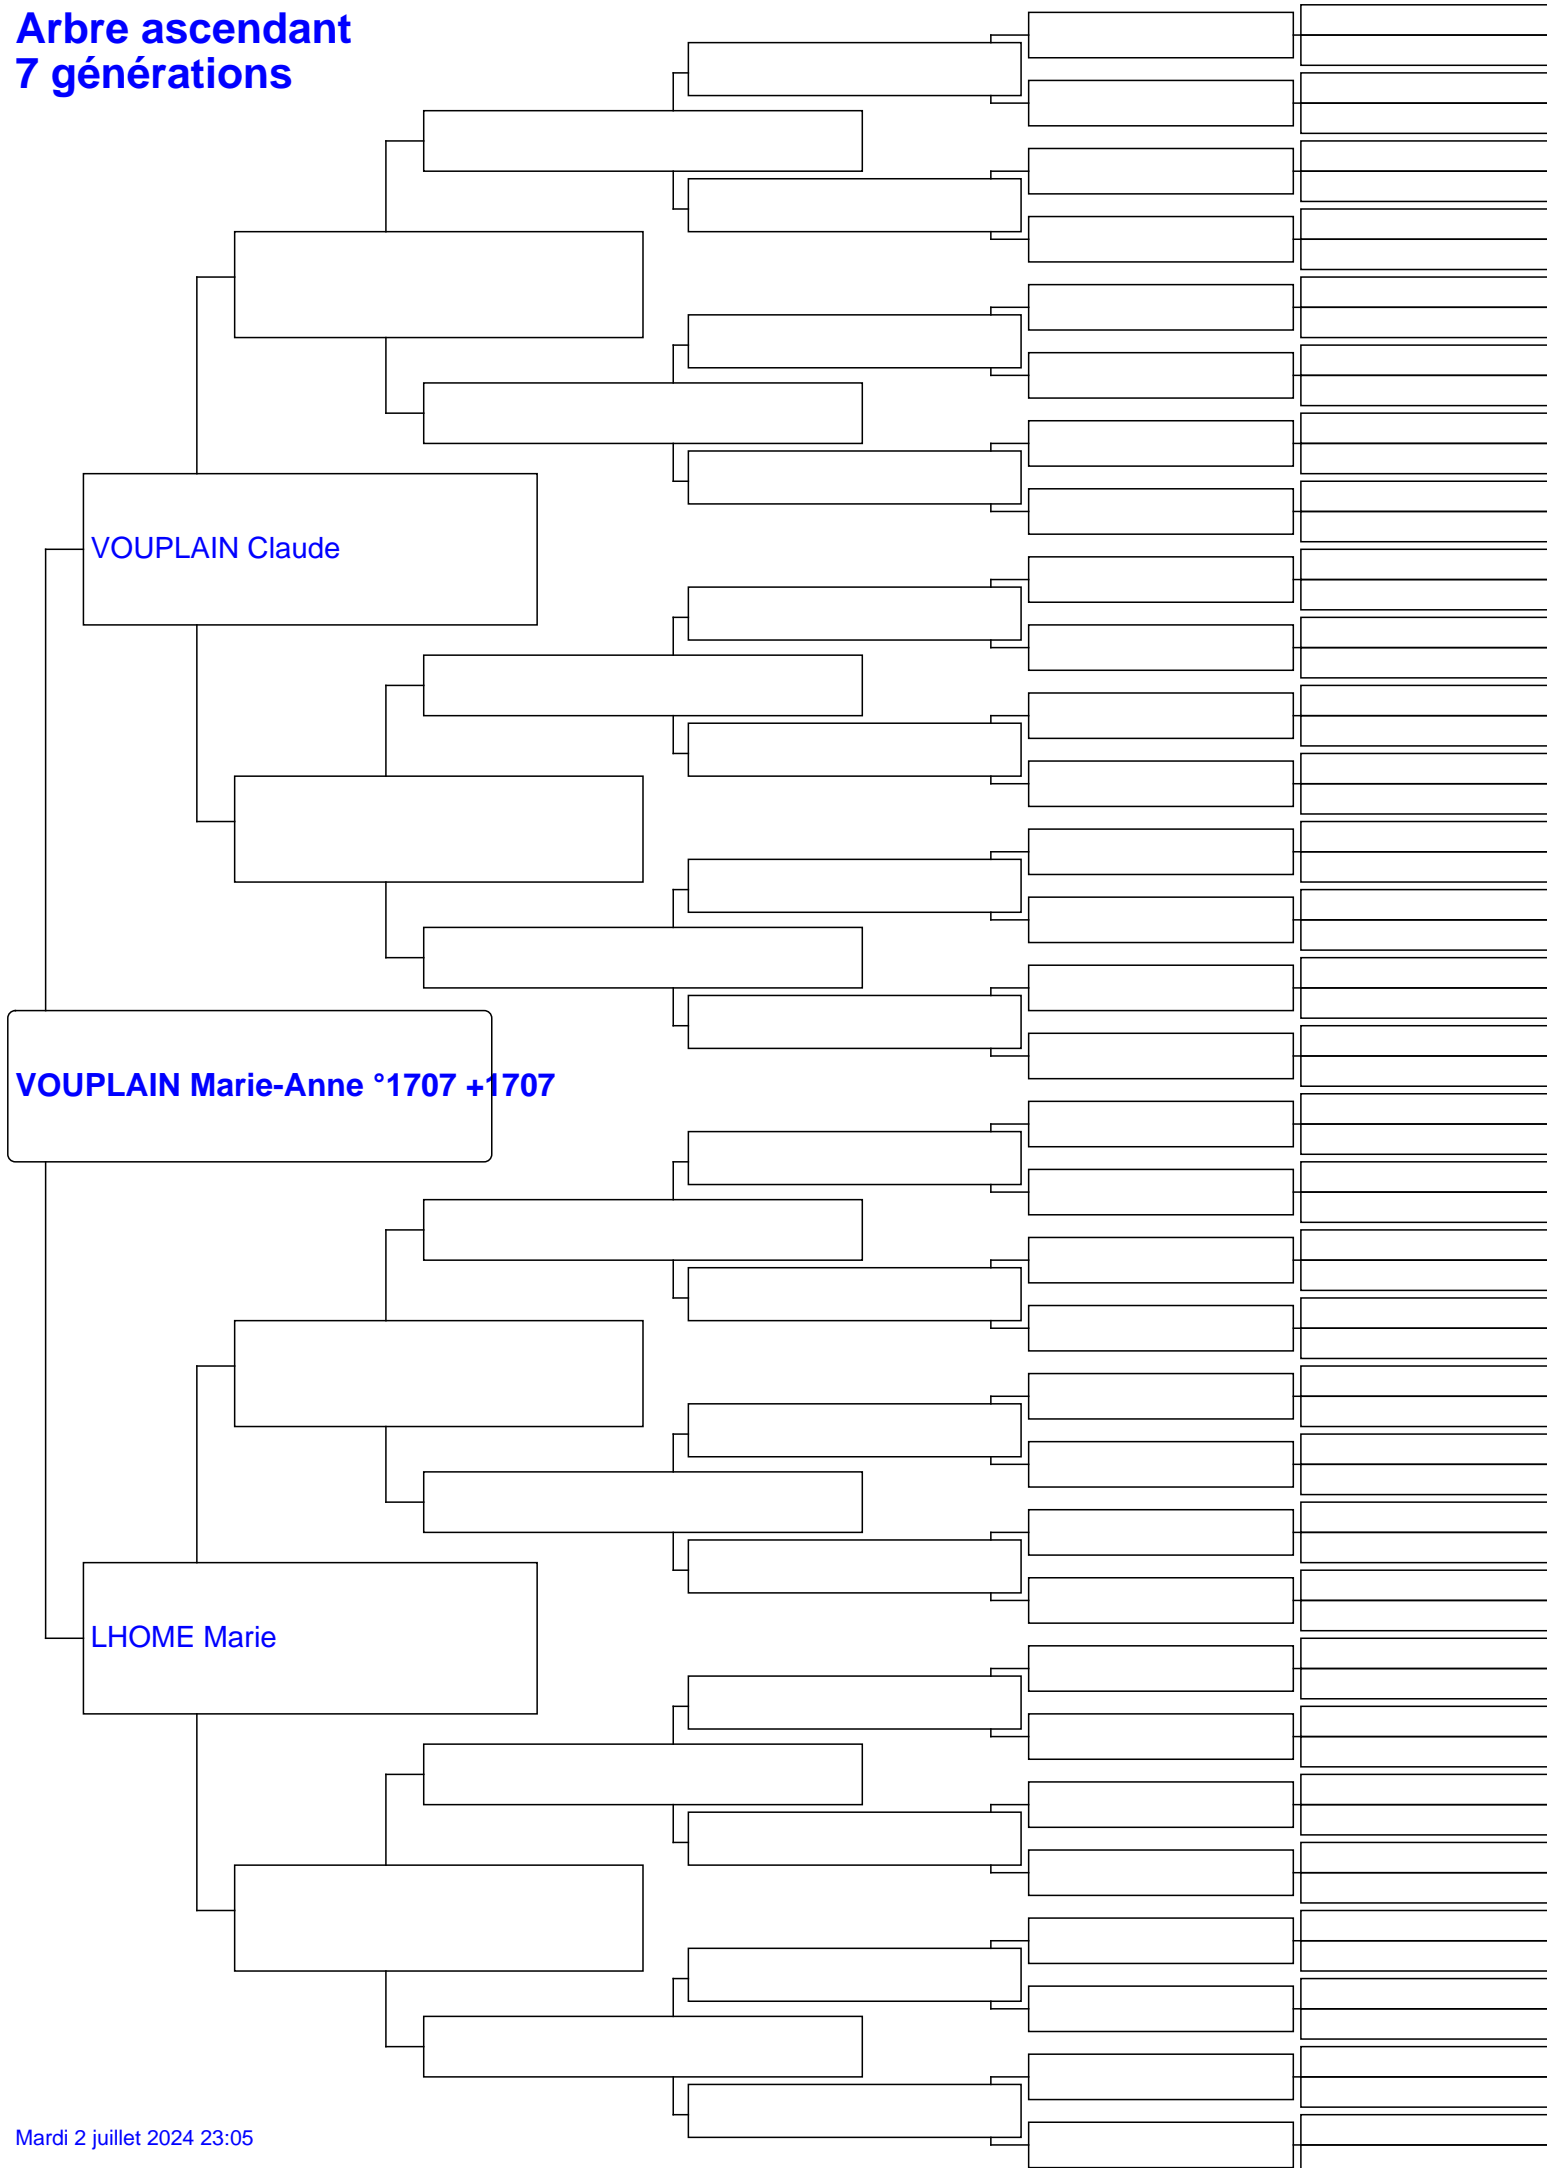 Arbre ascendant
7 générations
VOUPLAIN Claude
VOUPLAIN Marie-Anne °1707 +1707
LHOME Marie
Mardi 2 juillet 2024 23:05